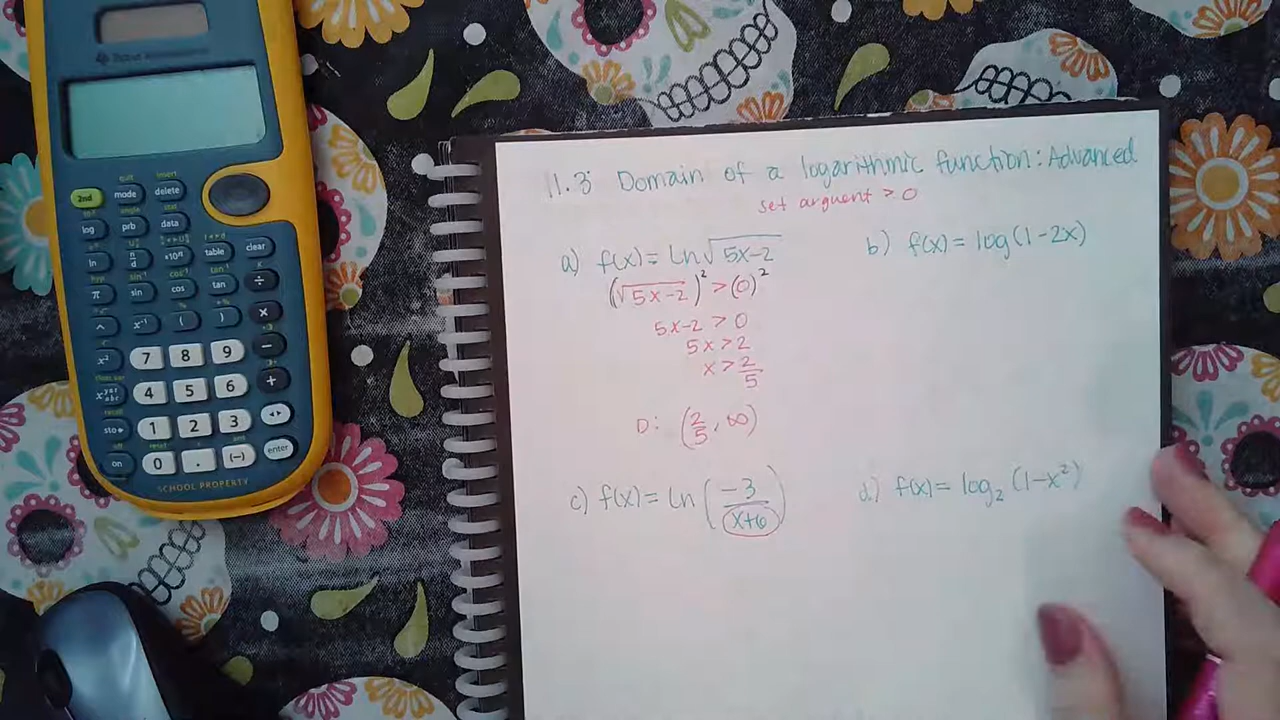 11.3: Domain of a logarithmic function: Advanced
set arguent > 0
a) f(x) = ln√5x-2
(√5x-2)² > (0)²
5x-2 > 0
5x > 2
x > 2/5
D: (2/5, ∞)
b) f(x) = log(1-2x)
c) f(x) = ln(-3/x+6)
d.) f(x) = log₂(1-x²)
2nd
mode
delete
log
prb
data
ln
table
clear
π
sin
cos
tan
÷
^
x⁻¹
(
)
×
x²
7
8
9
−
4
5
6
+
sto▸
1
2
3
on
0
.
(−)
enter
SCHOOL PROPERTY